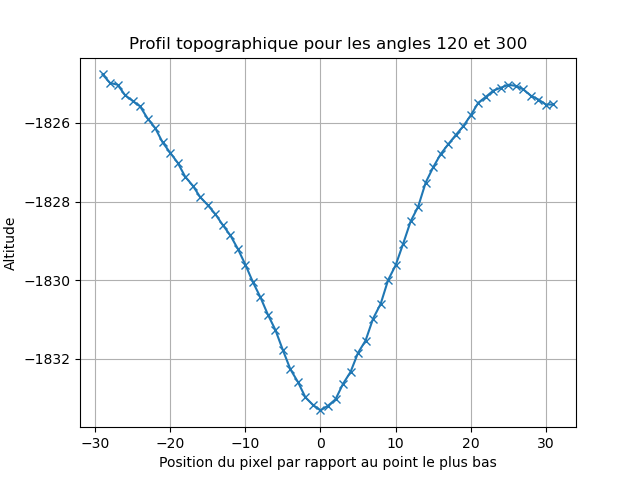 Profil topographique pour les angles 120 et 300
Altitude
−1826
−1828
−1830
−1832
−30 −20 −10 0 10 20 30
Position du pixel par rapport au point le plus bas